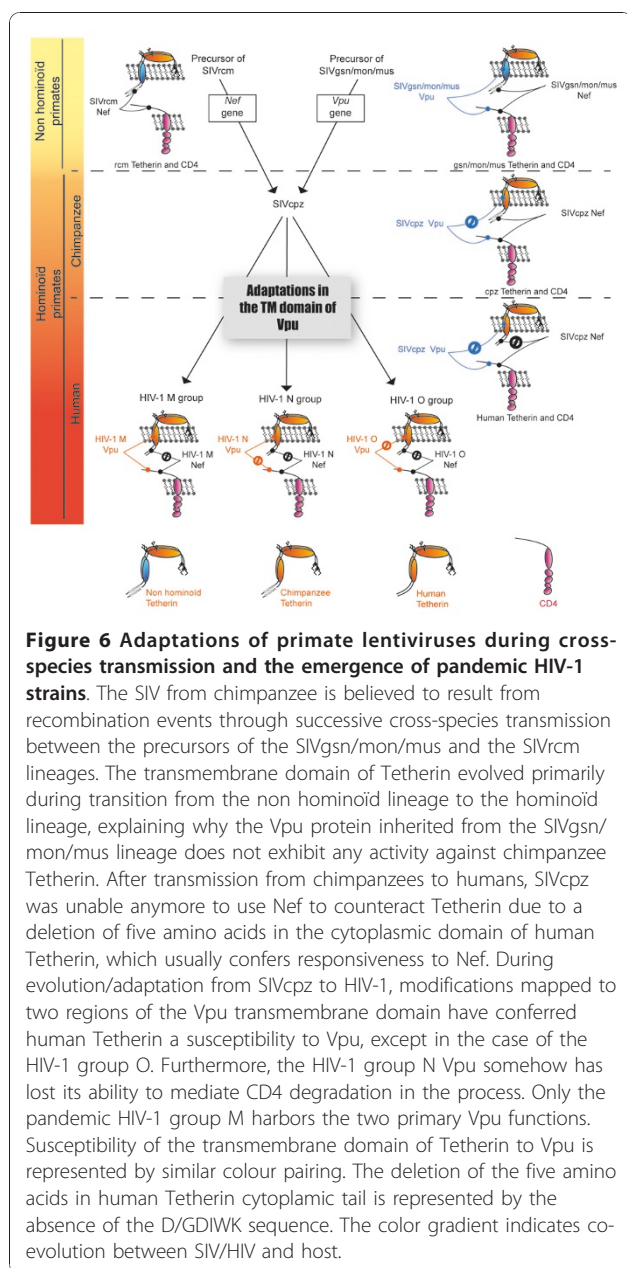 Non hominoïd
primates
Hominoïd
primates
Chimpanzee
Human
Precursor of
SIVrcm
Precursor of
SIVgsn/mon/mus
Nef
gene
Vpu
gene
SIVrcm
Nef
rcm Tetherin and CD4
SIVgsn/mon/mus
Vpu
SIVgsn/mon/mus
Nef
gsn/mon/mus Tetherin and CD4
SIVcpz
SIVcpz Vpu
SIVcpz Nef
cpz Tetherin and CD4
Adaptations in
the TM domain of
Vpu
SIVcpz Vpu
SIVcpz Nef
Human Tetherin and CD4
HIV-1 M group
HIV-1 N group
HIV-1 O group
HIV-1 M
Vpu
HIV-1 M
Nef
HIV-1 N
Vpu
HIV-1 N
Nef
HIV-1 O
Vpu
HIV-1 O
Nef
Non hominoid
Tetherin
Chimpanzee
Tetherin
Human
Tetherin
CD4
Figure 6 Adaptations of primate lentiviruses during cross-
species transmission and the emergence of pandemic HIV-1
strains. The SIV from chimpanzee is believed to result from
recombination events through successive cross-species transmission
between the precursors of the SIVgsn/mon/mus and the SIVrcm
lineages. The transmembrane domain of Tetherin evolved primarily
during transition from the non hominoïd lineage to the hominoïd
lineage, explaining why the Vpu protein inherited from the SIVgsn/
mon/mus lineage does not exhibit any activity against chimpanzee
Tetherin. After transmission from chimpanzees to humans, SIVcpz
was unable anymore to use Nef to counteract Tetherin due to a
deletion of five amino acids in the cytoplasmic domain of human
Tetherin, which usually confers responsiveness to Nef. During
evolution/adaptation from SIVcpz to HIV-1, modifications mapped to
two regions of the Vpu transmembrane domain have conferred
human Tetherin a susceptibility to Vpu, except in the case of the
HIV-1 group O. Furthermore, the HIV-1 group N Vpu somehow has
lost its ability to mediate CD4 degradation in the process. Only the
pandemic HIV-1 group M harbors the two primary Vpu functions.
Susceptibility of the transmembrane domain of Tetherin to Vpu is
represented by similar colour pairing. The deletion of the five amino
acids in human Tetherin cytoplamic tail is represented by the
absence of the D/GDIWK sequence. The color gradient indicates co-
evolution between SIV/HIV and host.